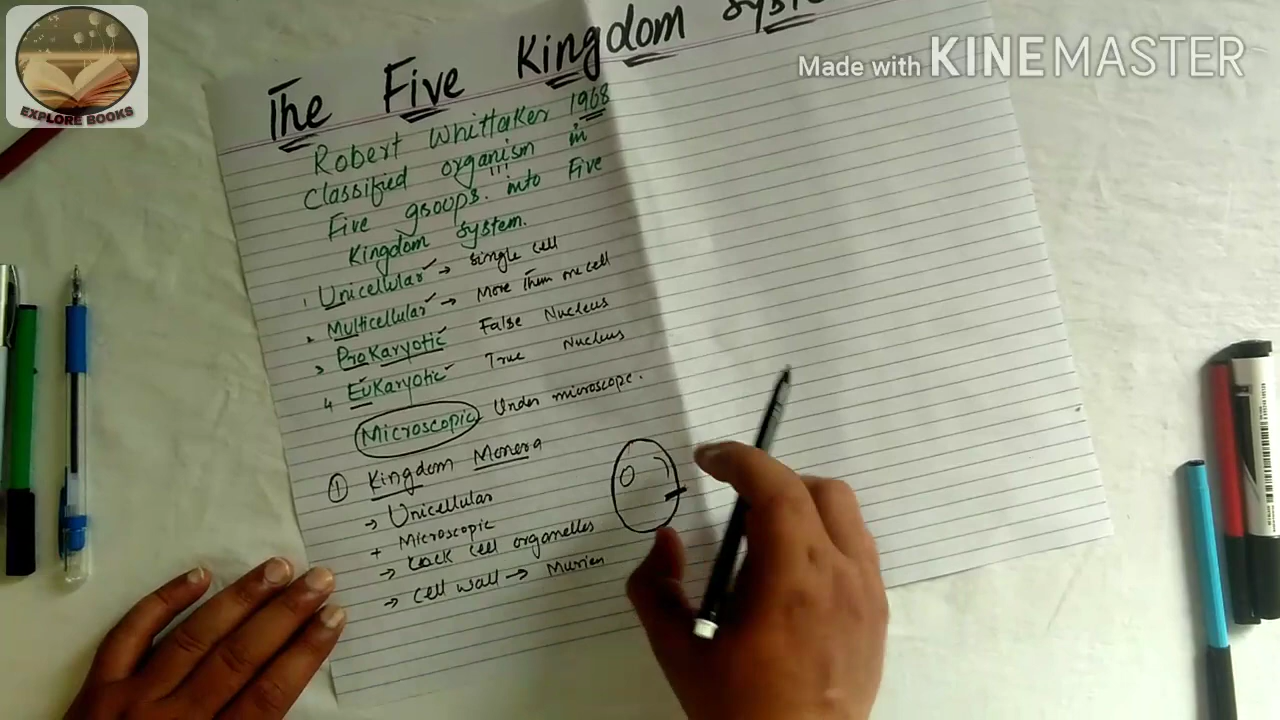 EXPLORE BOOKS
Made with KINEMASTER
The Five Kingdom Syste
Robert Whittaker 1968
Classified organism in
Five groups. into Five
Kingdom system.
1 Unicellular → single cell
2 Multicellular → More Them one cell
3 ProKaryotic False Nucleus
4 EuKaryotic True Nucleus
Microscopic Under microscope.
① Kingdom Monera
→ Unicellular
+ Microscopic
→ Lack cell organelles
→ Cell wall → Murien